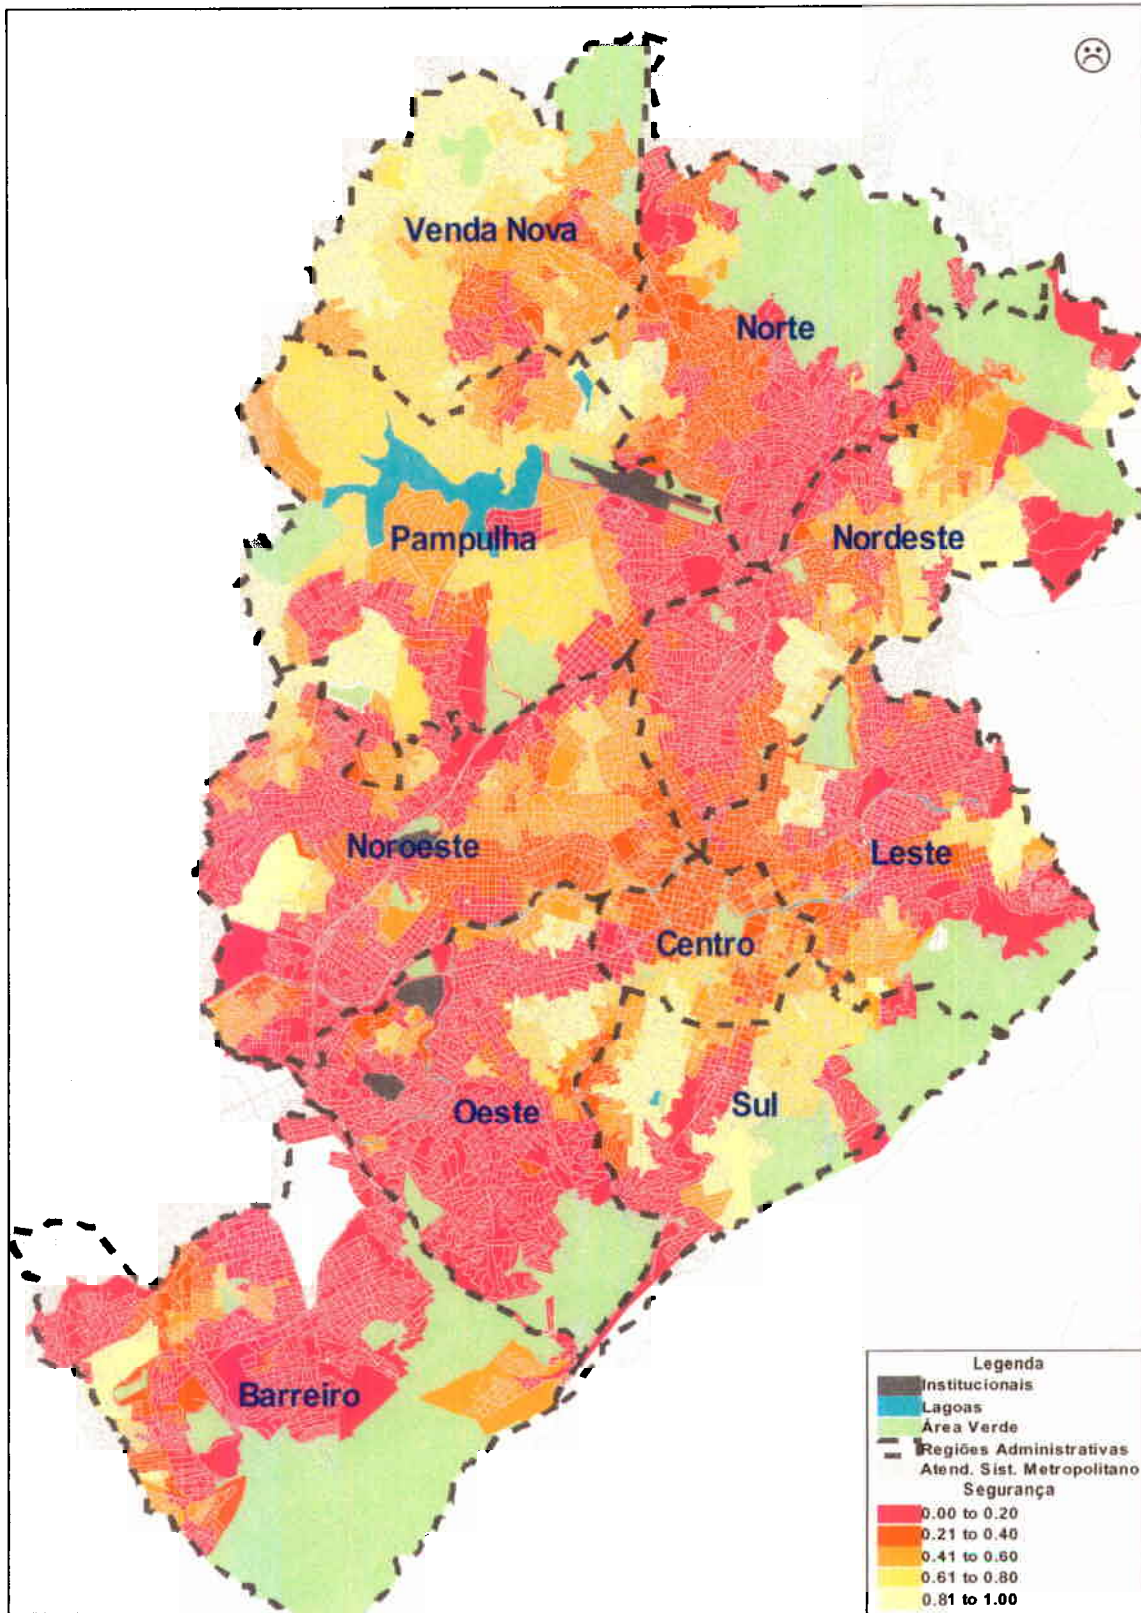 Venda Nova
Norte
Pampulha
Nordeste
Noroeste
Leste
Centro
Oeste
Sul
Barreiro
Legenda
Institucionais
Lagoas
Área Verde
Regiões Administrativas
Atend. Sist. Metropolitano
Segurança
0.00 to 0.20
0.21 to 0.40
0.41 to 0.60
0.61 to 0.80
0.81 to 1.00